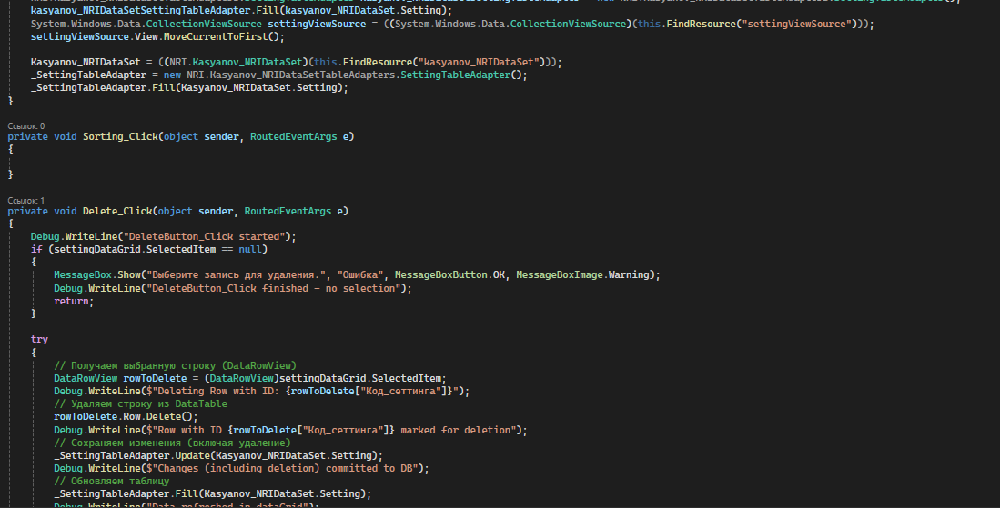 kasyanov_NRIDataSetSettingTableAdapter.Fill(kasyanov_NRIDataSet.Setting);
System.Windows.Data.CollectionViewSource settingViewSource = ((System.Windows.Data.CollectionViewSource)(this.FindResource("settingViewSource")));
settingViewSource.View.MoveCurrentToFirst();
Kasyanov_NRIDataSet = ((NRI.Kasyanov_NRIDataSet)(this.FindResource("kasyanov_NRIDataSet")));
_SettingTableAdapter = new NRI.Kasyanov_NRIDataSetTableAdapters.SettingTableAdapter();
_SettingTableAdapter.Fill(Kasyanov_NRIDataSet.Setting);
}
Ссылок: 0
private void Sorting_Click(object sender, RoutedEventArgs e)
{
}
Ссылок: 1
private void Delete_Click(object sender, RoutedEventArgs e)
{
Debug.WriteLine("DeleteButton_Click started");
if (settingDataGrid.SelectedItem == null)
{
MessageBox.Show("Выберите запись для удаления.", "Ошибка", MessageBoxButton.OK, MessageBoxImage.Warning);
Debug.WriteLine("DeleteButton_Click finished - no selection");
return;
}
try
{
// Получаем выбранную строку (DataRowView)
DataRowView rowToDelete = (DataRowView)settingDataGrid.SelectedItem;
Debug.WriteLine($"Deleting Row with ID: {rowToDelete["Код_сеттинга"]}");
// Удаляем строку из DataTable
rowToDelete.Row.Delete();
Debug.WriteLine($"Row with ID {rowToDelete["Код_сеттинга"]} marked for deletion");
// Сохраняем изменения (включая удаление)
_SettingTableAdapter.Update(Kasyanov_NRIDataSet.Setting);
Debug.WriteLine($"Changes (including deletion) committed to DB");
// Обновляем таблицу
_SettingTableAdapter.Fill(Kasyanov_NRIDataSet.Setting);
Debug.WriteLine("Data refreshed in dataGrid");